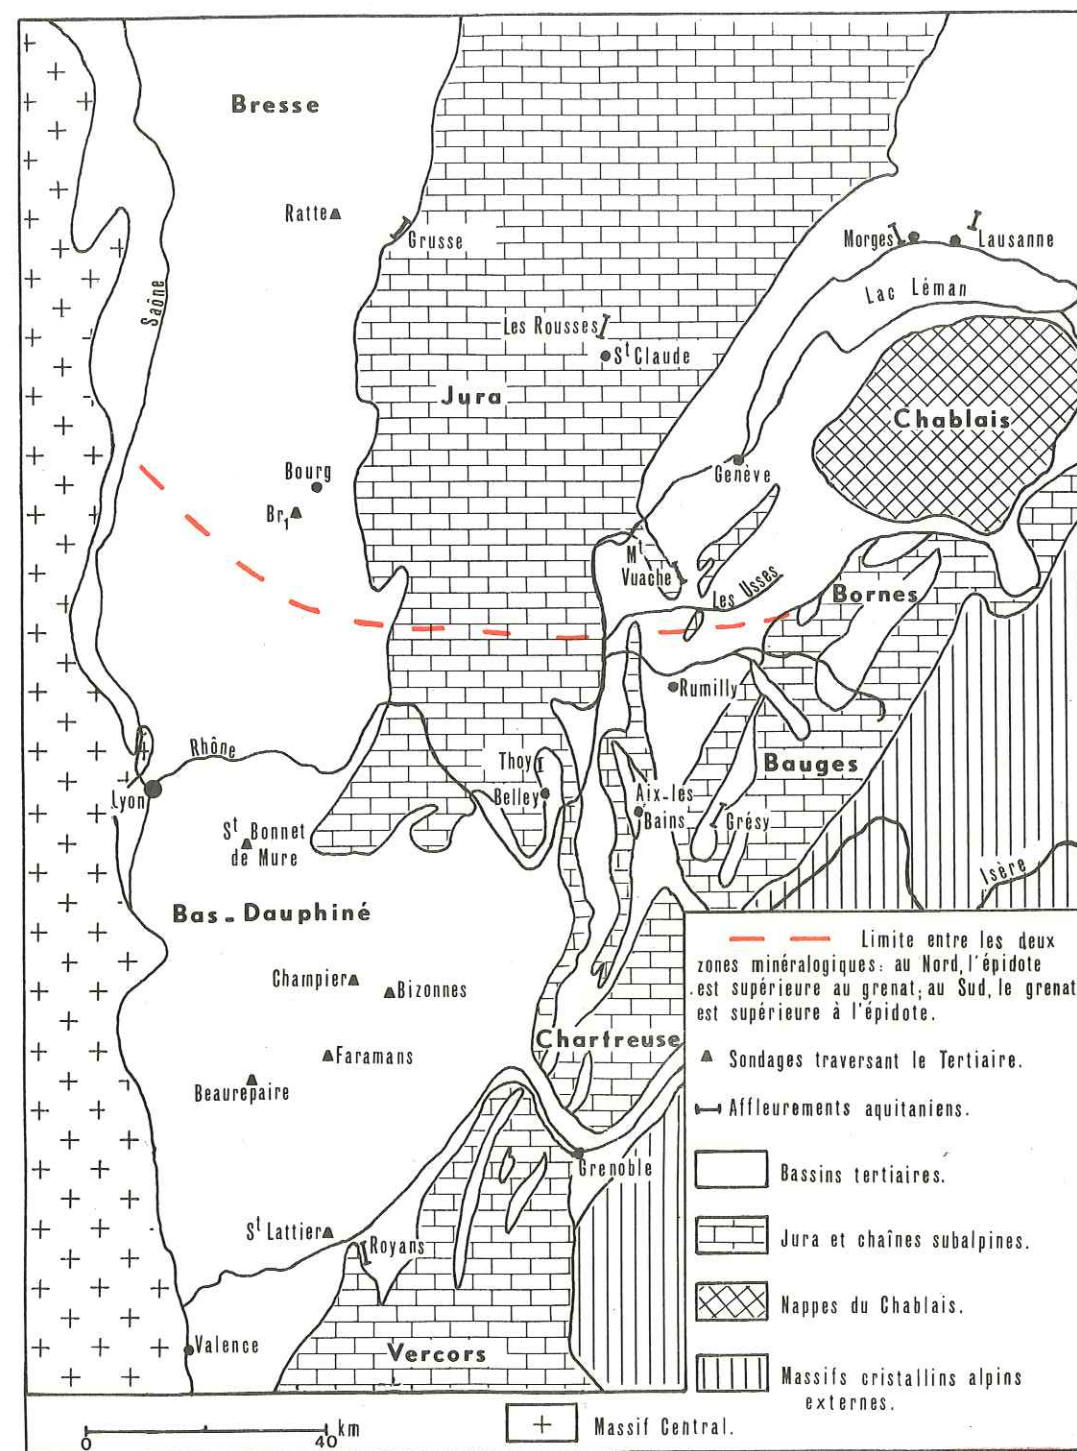 Bresse
Ratte
Grusse
Morges
Lausanne
Saône
Lac Léman
Les Rousses
St Claude
Jura
Chablais
Bourg
Genève
Br1
Mt
Vuache
Les Usses
Bornes
Rumilly
Rhône
Thoy
Bauges
Lyon
Belley
Aix-les
Bains
Grésy
St Bonnet
de Mure
Isère
Bas-Dauphiné
Champier
Bizonnes
Chartreuse
Faramans
Beaurepaire
Grenoble
St Lattier
Royans
Valence
Vercors
Limite entre les deux
zones minéralogiques: au Nord, l'épidote
est supérieure au grenat; au Sud, le grenat
est supérieure à l'épidote.
Sondages traversant le Tertiaire.
Affleurements aquitaniens.
Bassins tertiaires.
Jura et chaînes subalpines.
Nappes du Chablais.
Massifs cristallins alpins
externes.
Massif Central.
km
0 40